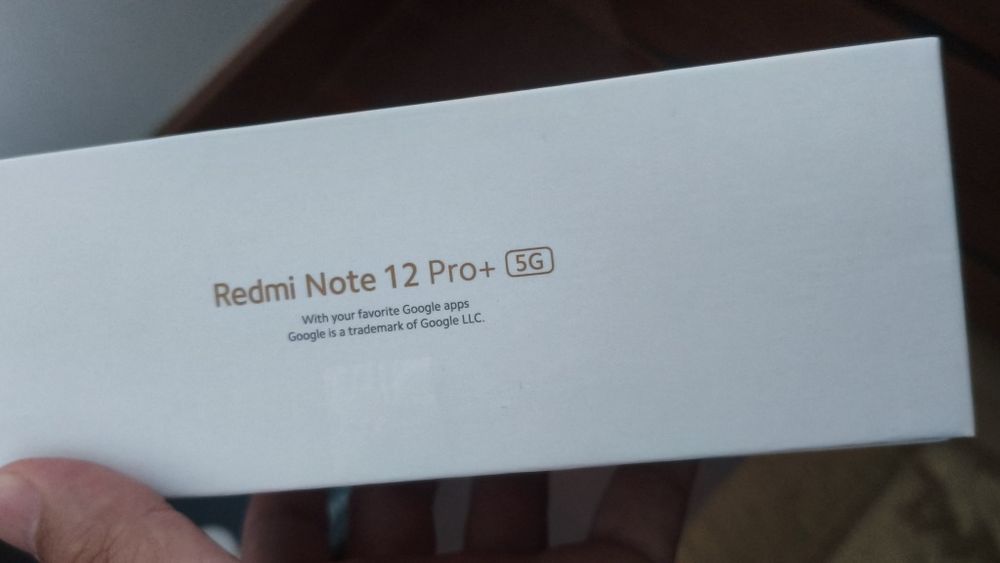 Redmi Note 12 Pro+ 5G
With your favorite Google apps
Google is a trademark of Google LLC.